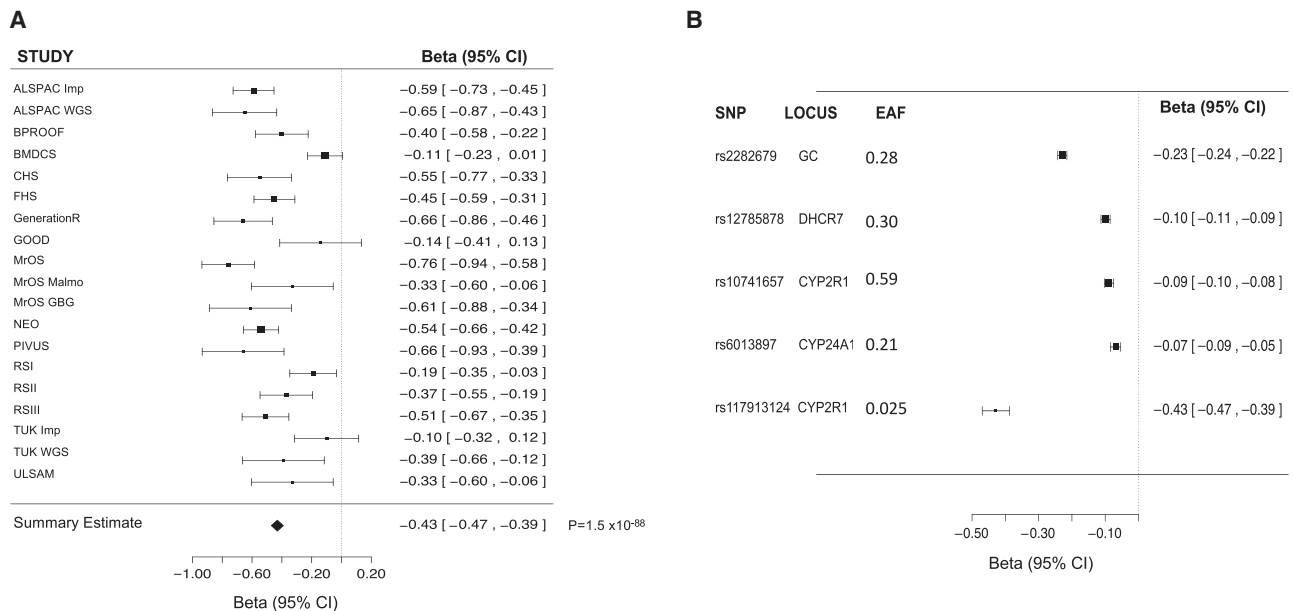 A
STUDY Beta (95% CI)
ALSPAC Imp −0.59 [ −0.73 , −0.45 ]
ALSPAC WGS −0.65 [ −0.87 , −0.43 ]
BPROOF −0.40 [ −0.58 , −0.22 ]
BMDCS −0.11 [ −0.23 , 0.01 ]
CHS −0.55 [ −0.77 , −0.33 ]
FHS −0.45 [ −0.59 , −0.31 ]
GenerationR −0.66 [ −0.86 , −0.46 ]
GOOD −0.14 [ −0.41 , 0.13 ]
MrOS −0.76 [ −0.94 , −0.58 ]
MrOS Malmo −0.33 [ −0.60 , −0.06 ]
MrOS GBG −0.61 [ −0.88 , −0.34 ]
NEO −0.54 [ −0.66 , −0.42 ]
PIVUS −0.66 [ −0.93 , −0.39 ]
RSI −0.19 [ −0.35 , −0.03 ]
RSII −0.37 [ −0.55 , −0.19 ]
RSIII −0.51 [ −0.67 , −0.35 ]
TUK Imp −0.10 [ −0.32 , 0.12 ]
TUK WGS −0.39 [ −0.66 , −0.12 ]
ULSAM −0.33 [ −0.60 , −0.06 ]
Summary Estimate −0.43 [ −0.47 , −0.39 ] P=1.5 x10-88
−1.00 −0.60 −0.20 0.20
Beta (95% CI)
B
SNP LOCUS EAF Beta (95% CI)
rs2282679 GC 0.28 −0.23 [ −0.24 , −0.22 ]
rs12785878 DHCR7 0.30 −0.10 [ −0.11 , −0.09 ]
rs10741657 CYP2R1 0.59 −0.09 [ −0.10 , −0.08 ]
rs6013897 CYP24A1 0.21 −0.07 [ −0.09 , −0.05 ]
rs117913124 CYP2R1 0.025 −0.43 [ −0.47 , −0.39 ]
−0.50 −0.30 −0.10
Beta (95% CI)